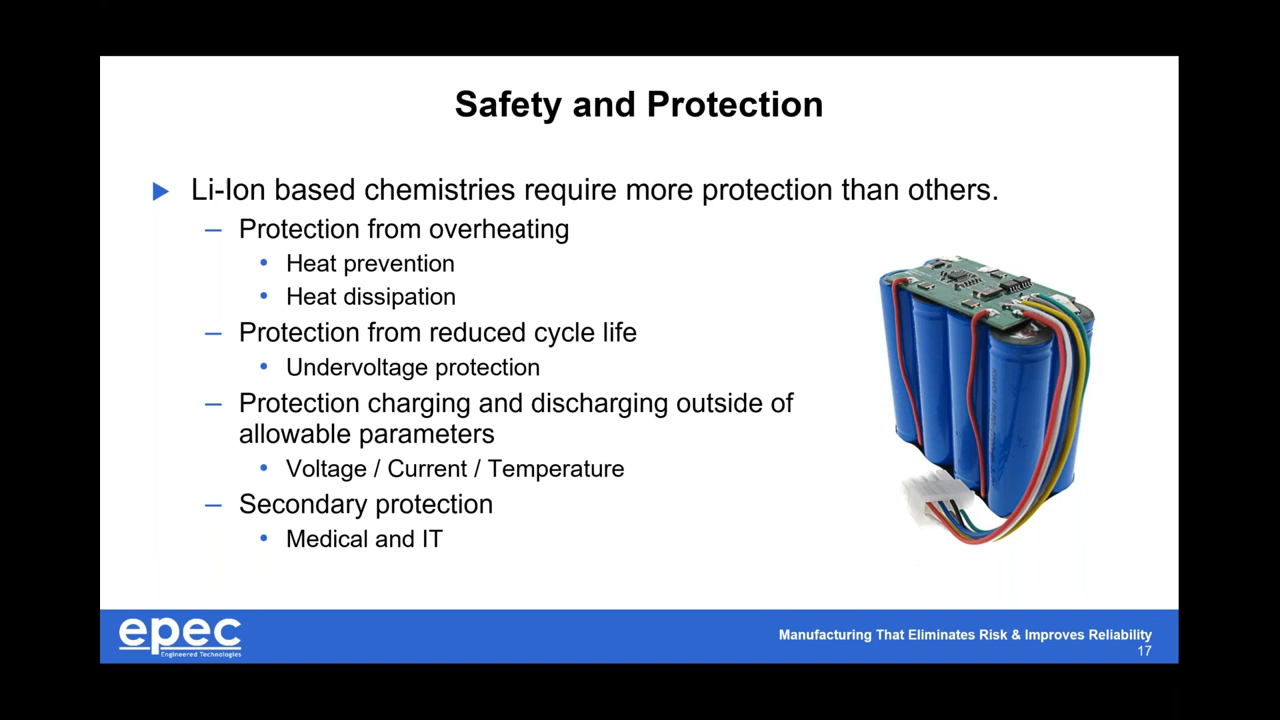 Safety and Protection
Li-Ion based chemistries require more protection than others.
– Protection from overheating
• Heat prevention
• Heat dissipation
– Protection from reduced cycle life
• Undervoltage protection
– Protection charging and discharging outside of
allowable parameters
• Voltage / Current / Temperature
– Secondary protection
• Medical and IT
epec
Engineered Technologies
Manufacturing That Eliminates Risk & Improves Reliability
17